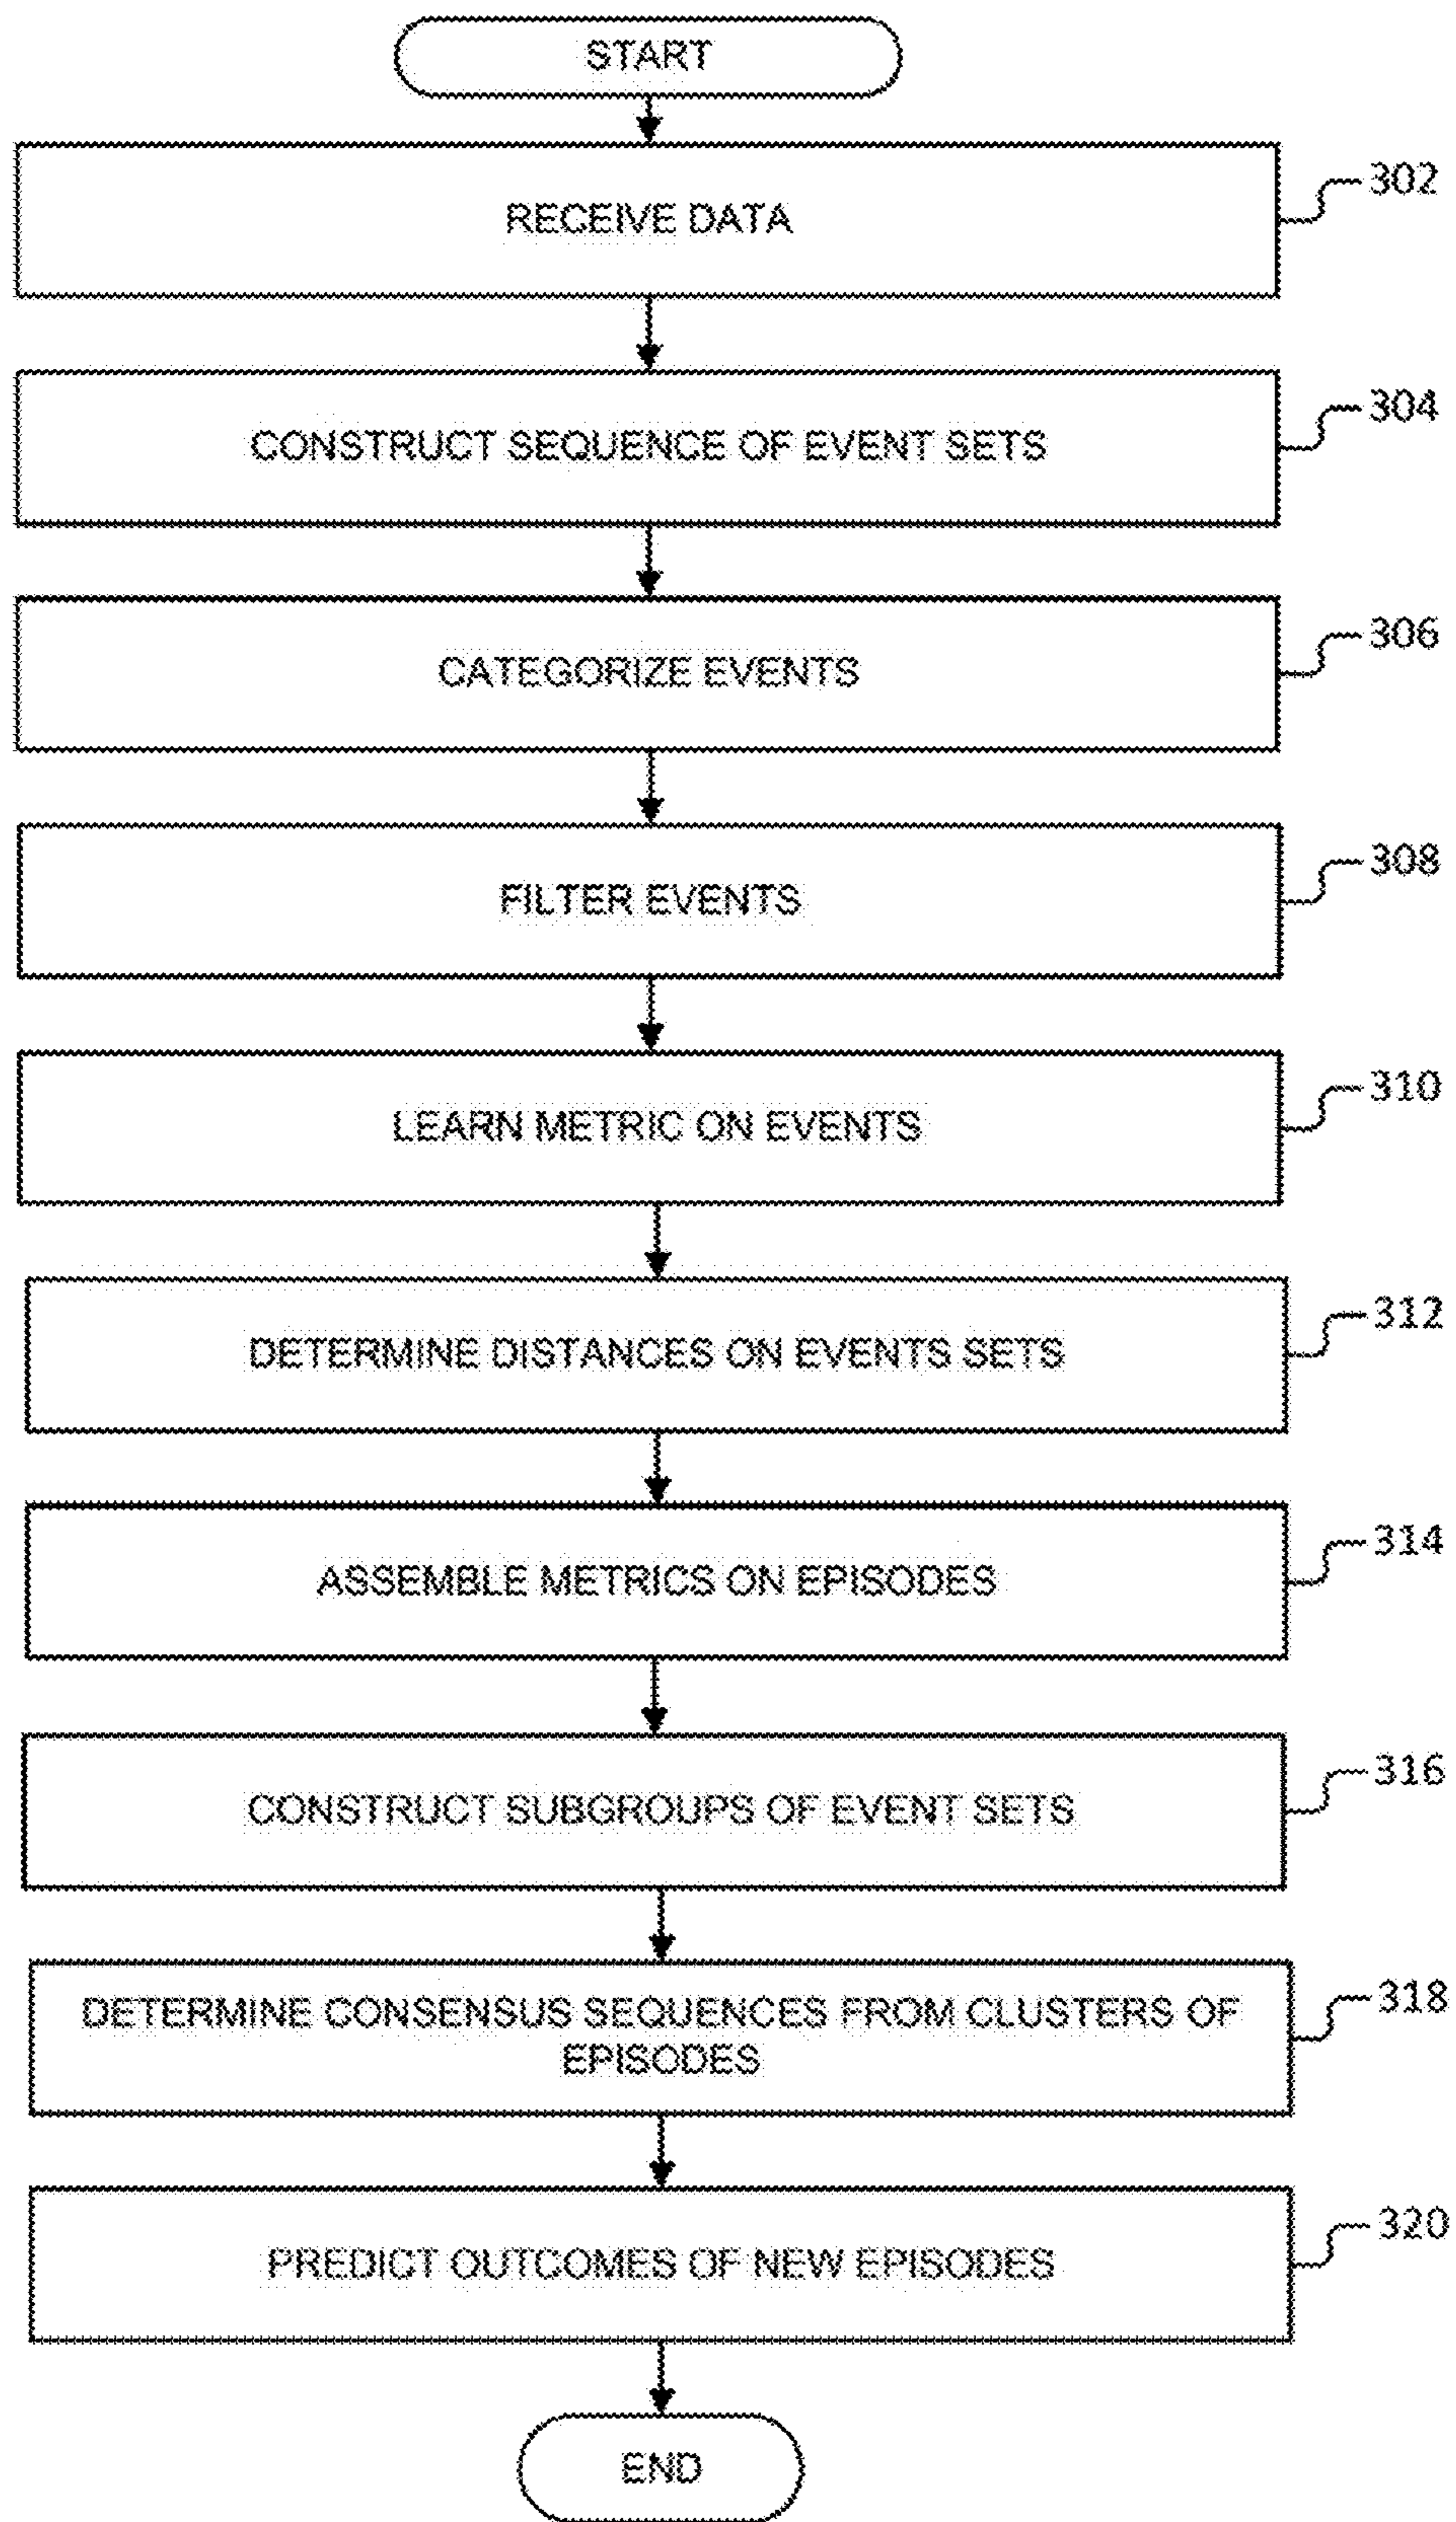 START
RECEIVE DATA
302
CONSTRUCT SEQUENCE OF EVENT SETS
304
CATEGORIZE EVENTS
306
FILTER EVENTS
308
LEARN METRIC ON EVENTS
310
DETERMINE DISTANCES ON EVENTS SETS
312
ASSEMBLE METRICS ON EPISODES
314
CONSTRUCT SUBGROUPS OF EVENT SETS
316
DETERMINE CONSENSUS SEQUENCES FROM CLUSTERS OF
EPISODES
318
PREDICT OUTCOMES OF NEW EPISODES
320
END